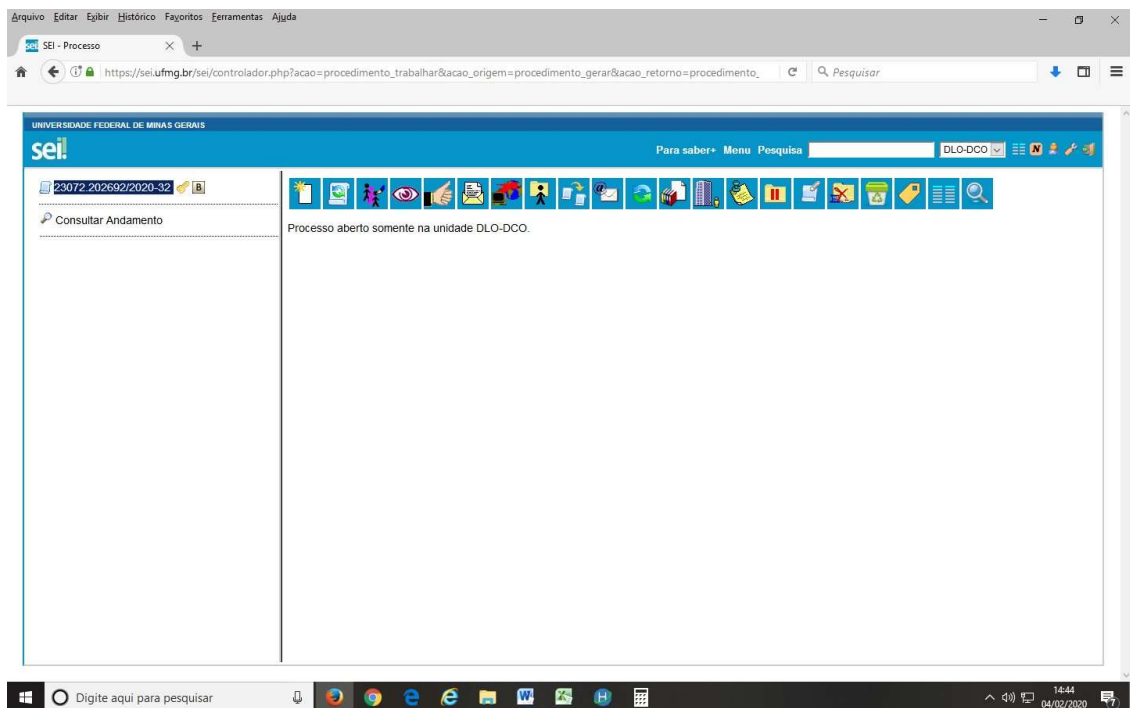 Arquivo Editar Exibir Histórico Favoritos Ferramentas Ajuda
sei SEI - Processo
https://sei.ufmg.br/sei/controlador.php?acao=procedimento_trabalhar&acao_origem=procedimento_gerar&acao_retorno=procedimento_ Pesquisar
UNIVERSIDADE FEDERAL DE MINAS GERAIS
sei! Para saber+ Menu Pesquisa DLO-DCO N
23072.202692/2020-32 B
Consultar Andamento
Processo aberto somente na unidade DLO-DCO.
Digite aqui para pesquisar 14:44
04/02/2020